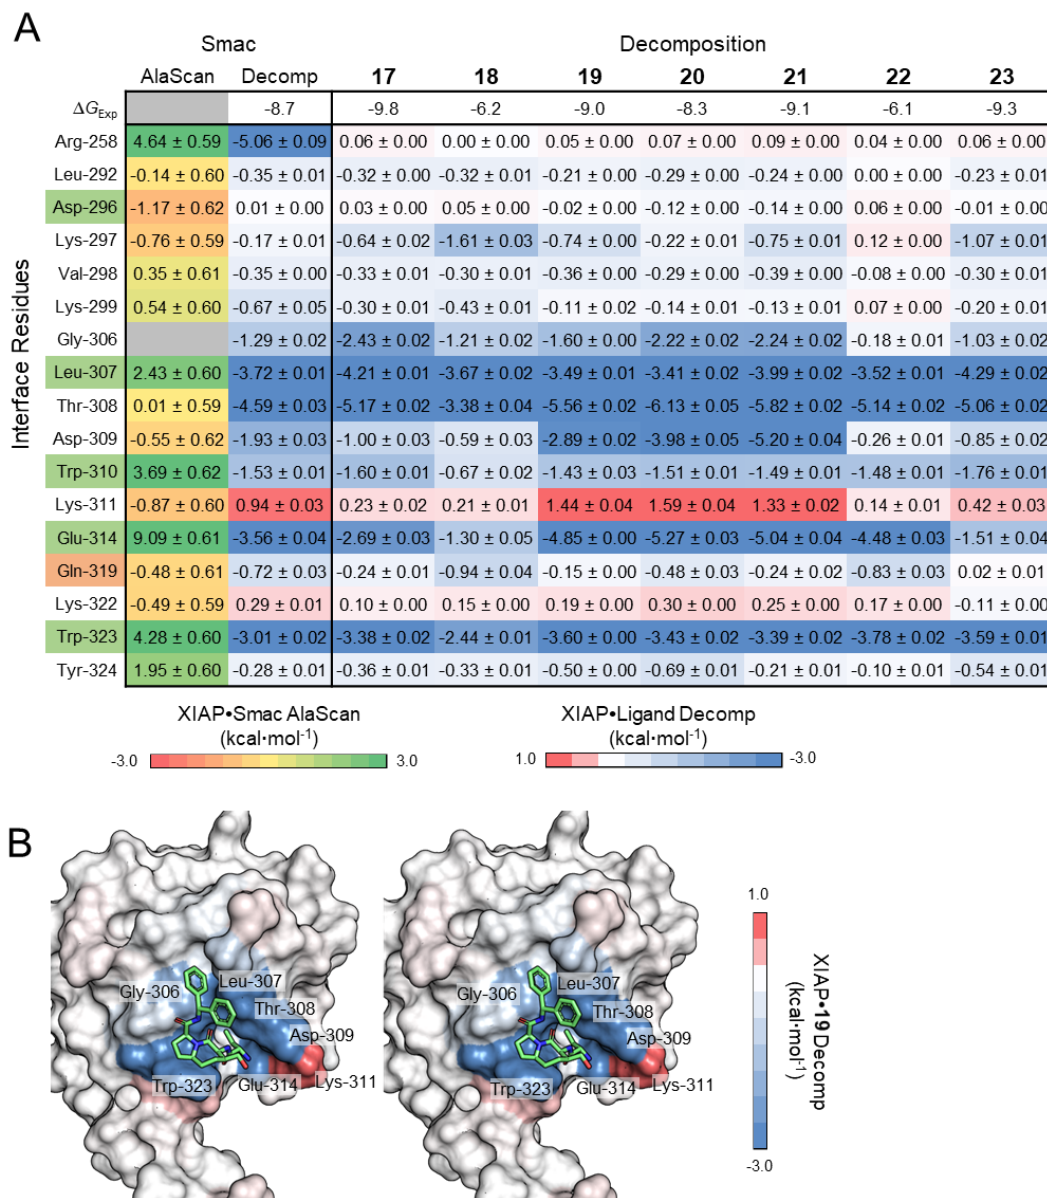 A
Smac Decomposition
AlaScan Decomp 17 18 19 20 21 22 23
ΔG_Exp -8.7 -9.8 -6.2 -9.0 -8.3 -9.1 -6.1 -9.3
Interface Residues
Arg-258 4.64 ± 0.59 -5.06 ± 0.09 0.06 ± 0.00 0.00 ± 0.00 0.05 ± 0.00 0.07 ± 0.00 0.09 ± 0.00 0.04 ± 0.00 0.06 ± 0.00
Leu-292 -0.14 ± 0.60 -0.35 ± 0.01 -0.32 ± 0.00 -0.32 ± 0.01 -0.21 ± 0.00 -0.29 ± 0.00 -0.24 ± 0.00 0.00 ± 0.00 -0.23 ± 0.01
Asp-296 -1.17 ± 0.62 0.01 ± 0.00 0.03 ± 0.00 0.05 ± 0.00 -0.02 ± 0.00 -0.12 ± 0.00 -0.14 ± 0.00 0.06 ± 0.00 -0.01 ± 0.00
Lys-297 -0.76 ± 0.59 -0.17 ± 0.01 -0.64 ± 0.02 -1.61 ± 0.03 -0.74 ± 0.00 -0.22 ± 0.01 -0.75 ± 0.01 0.12 ± 0.00 -1.07 ± 0.01
Val-298 0.35 ± 0.61 -0.35 ± 0.00 -0.33 ± 0.01 -0.30 ± 0.01 -0.36 ± 0.00 -0.29 ± 0.00 -0.39 ± 0.00 -0.08 ± 0.00 -0.30 ± 0.01
Lys-299 0.54 ± 0.60 -0.67 ± 0.05 -0.30 ± 0.01 -0.43 ± 0.01 -0.11 ± 0.02 -0.14 ± 0.01 -0.13 ± 0.01 0.07 ± 0.00 -0.20 ± 0.01
Gly-306 -1.29 ± 0.02 -2.43 ± 0.02 -1.21 ± 0.02 -1.60 ± 0.00 -2.22 ± 0.02 -2.24 ± 0.02 -0.18 ± 0.01 -1.03 ± 0.02
Leu-307 2.43 ± 0.60 -3.72 ± 0.01 -4.21 ± 0.01 -3.67 ± 0.02 -3.49 ± 0.01 -3.41 ± 0.02 -3.99 ± 0.02 -3.52 ± 0.01 -4.29 ± 0.02
Thr-308 0.01 ± 0.59 -4.59 ± 0.03 -5.17 ± 0.02 -3.38 ± 0.04 -5.56 ± 0.02 -6.13 ± 0.05 -5.82 ± 0.02 -5.14 ± 0.02 -5.06 ± 0.02
Asp-309 -0.55 ± 0.62 -1.93 ± 0.03 -1.00 ± 0.03 -0.59 ± 0.03 -2.89 ± 0.02 -3.98 ± 0.05 -5.20 ± 0.04 -0.26 ± 0.01 -0.85 ± 0.02
Trp-310 3.69 ± 0.62 -1.53 ± 0.01 -1.60 ± 0.01 -0.67 ± 0.02 -1.43 ± 0.03 -1.51 ± 0.01 -1.49 ± 0.01 -1.48 ± 0.01 -1.76 ± 0.01
Lys-311 -0.87 ± 0.60 0.94 ± 0.03 0.23 ± 0.02 0.21 ± 0.01 1.44 ± 0.04 1.59 ± 0.04 1.33 ± 0.02 0.14 ± 0.01 0.42 ± 0.03
Glu-314 9.09 ± 0.61 -3.56 ± 0.04 -2.69 ± 0.03 -1.30 ± 0.05 -4.85 ± 0.00 -5.27 ± 0.03 -5.04 ± 0.04 -4.48 ± 0.03 -1.51 ± 0.04
Gln-319 -0.48 ± 0.61 -0.72 ± 0.03 -0.24 ± 0.01 -0.94 ± 0.04 -0.15 ± 0.00 -0.48 ± 0.03 -0.24 ± 0.02 -0.83 ± 0.03 0.02 ± 0.01
Lys-322 -0.49 ± 0.59 0.29 ± 0.01 0.10 ± 0.00 0.15 ± 0.00 0.19 ± 0.00 0.30 ± 0.00 0.25 ± 0.00 0.17 ± 0.00 -0.11 ± 0.00
Trp-323 4.28 ± 0.60 -3.01 ± 0.02 -3.38 ± 0.02 -2.44 ± 0.01 -3.60 ± 0.00 -3.43 ± 0.02 -3.39 ± 0.02 -3.78 ± 0.02 -3.59 ± 0.01
Tyr-324 1.95 ± 0.60 -0.28 ± 0.01 -0.36 ± 0.01 -0.33 ± 0.01 -0.50 ± 0.00 -0.69 ± 0.01 -0.21 ± 0.01 -0.10 ± 0.01 -0.54 ± 0.01
XIAP•Smac AlaScan
(kcal·mol⁻¹)
-3.0 3.0
XIAP•Ligand Decomp
(kcal·mol⁻¹)
1.0 -3.0
B
Gly-306
Leu-307
Thr-308
Asp-309
Trp-323
Glu-314
Lys-311
Gly-306
Leu-307
Thr-308
Asp-309
Trp-323
Glu-314
Lys-311
1.0
XIAP•19 Decomp
(kcal·mol⁻¹)
-3.0